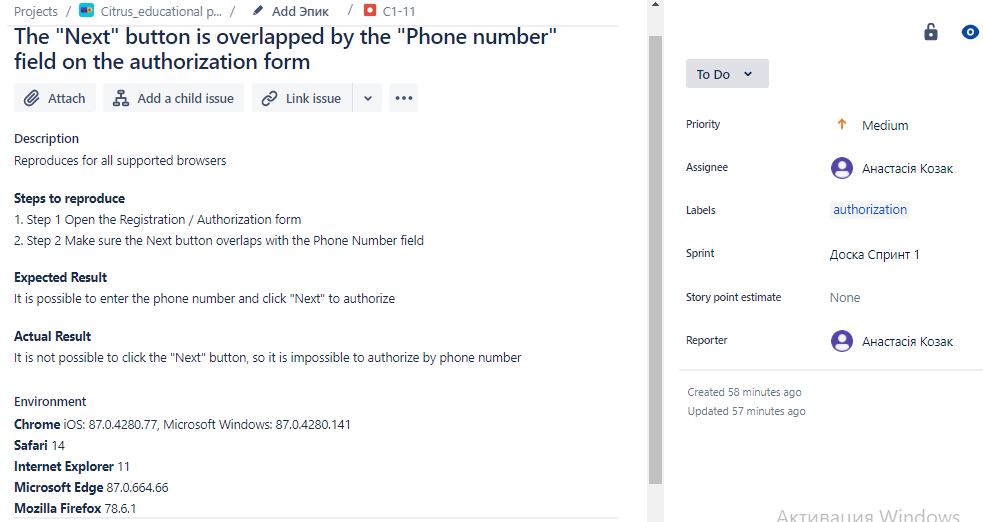 Projects / Citrus_educational p... / Add Эпик / C1-11
The "Next" button is overlapped by the "Phone number"
field on the authorization form
Attach Add a child issue Link issue
Description
Reproduces for all supported browsers
Steps to reproduce
1. Step 1 Open the Registration / Authorization form
2. Step 2 Make sure the Next button overlaps with the Phone Number field
Expected Result
It is possible to enter the phone number and click "Next" to authorize
Actual Result
It is not possible to click the "Next" button, so it is impossible to authorize by phone number
Environment
Chrome iOS: 87.0.4280.77, Microsoft Windows: 87.0.4280.141
Safari 14
Internet Explorer 11
Microsoft Edge 87.0.664.66
Mozilla Firefox 78.6.1
To Do
Priority Medium
Assignee Анастасія Козак
Labels authorization
Sprint Доска Спринт 1
Story point estimate None
Reporter Анастасія Козак
Created 58 minutes ago
Updated 57 minutes ago
Активация Windows